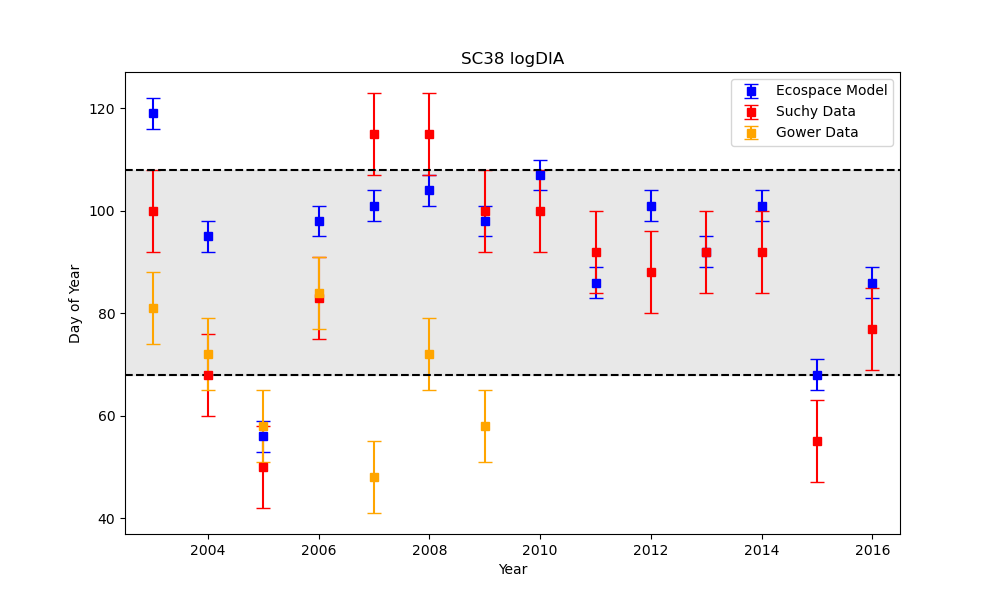 SC38 logDIA
Ecospace Model
Suchy Data
Gower Data
120
100
80
60
40
Day of Year
2004 2006 2008 2010 2012 2014 2016
Year